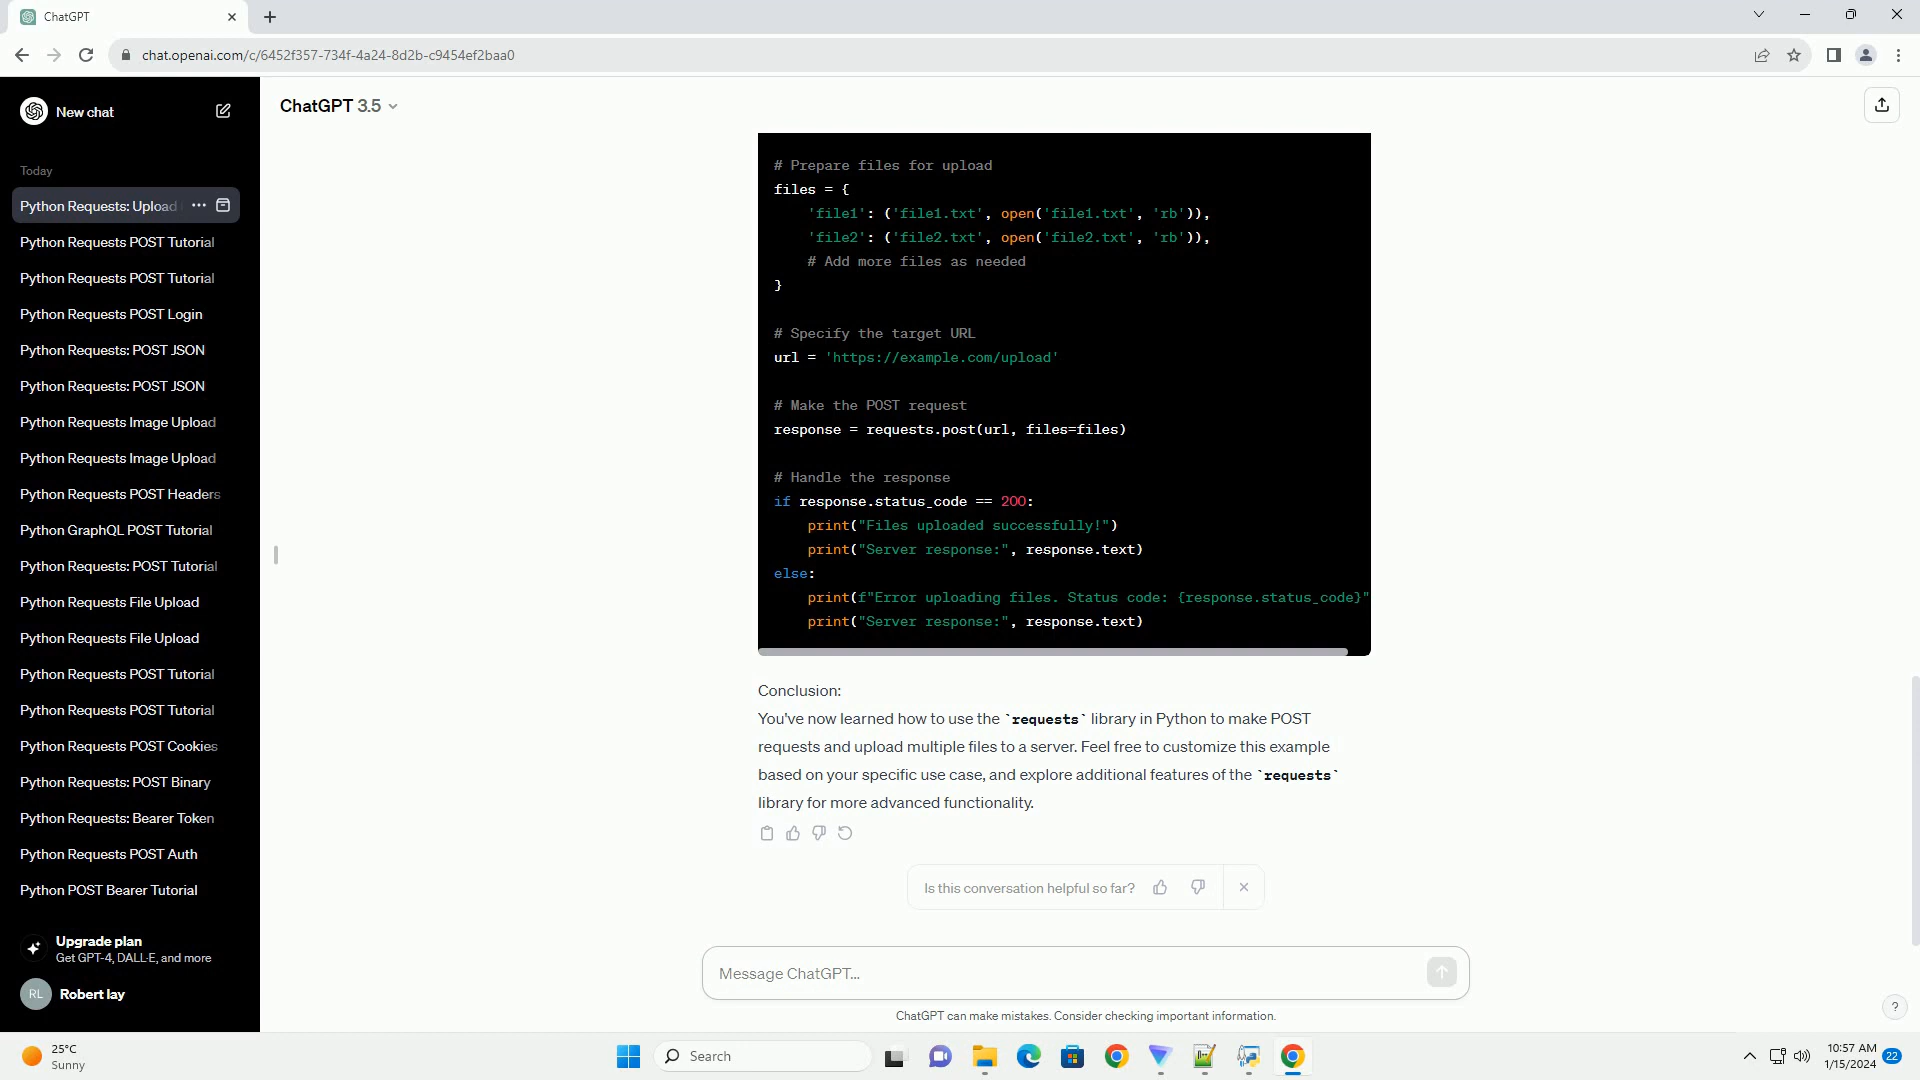 ChatGPT
chat.openai.com/c/6452f357-734f-4a24-8d2b-c9454ef2baa0
New chat
Today
Python Requests: Upload
Python Requests POST Tutorial
Python Requests POST Tutorial
Python Requests POST Login
Python Requests: POST JSON
Python Requests: POST JSON
Python Requests Image Upload
Python Requests Image Upload
Python Requests POST Headers
Python GraphQL POST Tutorial
Python Requests: POST Tutorial
Python Requests File Upload
Python Requests File Upload
Python Requests POST Tutorial
Python Requests POST Tutorial
Python Requests POST Cookies
Python Requests: POST Binary
Python Requests: Bearer Token
Python Requests POST Auth
Python POST Bearer Tutorial
Upgrade plan
Get GPT-4, DALL·E, and more
RL Robert lay
ChatGPT 3.5
# Prepare files for upload
files = {
    'file1': ('file1.txt', open('file1.txt', 'rb')),
    'file2': ('file2.txt', open('file2.txt', 'rb')),
    # Add more files as needed
}
# Specify the target URL
url = 'https://example.com/upload'
# Make the POST request
response = requests.post(url, files=files)
# Handle the response
if response.status_code == 200:
    print("Files uploaded successfully!")
    print("Server response:", response.text)
else:
    print(f"Error uploading files. Status code: {response.status_code}"
    print("Server response:", response.text)
Conclusion:
You've now learned how to use the `requests` library in Python to make POST
requests and upload multiple files to a server. Feel free to customize this example
based on your specific use case, and explore additional features of the `requests`
library for more advanced functionality.
Is this conversation helpful so far?
Message ChatGPT...
ChatGPT can make mistakes. Consider checking important information.
?
25°C
Sunny
Search
10:57 AM
1/15/2024
22